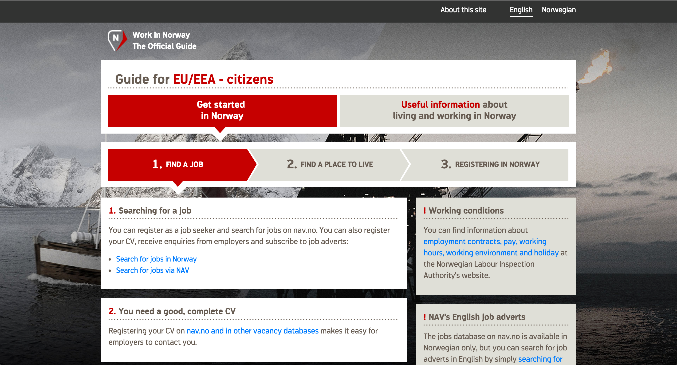 About this site
English
Norwegian
N
Work In Norway
The Official Guide
Guide for EU/EEA - citizens
Get started
in Norway
Useful information about
living and working in Norway
1. FIND A JOB
2. FIND A PLACE TO LIVE
3. REGISTERING IN NORWAY
1. Searching for a job
You can register as a job seeker and search for jobs on nav.no. You can also register
your CV, receive enquiries from employers and subscribe to job adverts:
• Search for jobs in Norway
• Search for jobs via NAV
2. You need a good, complete CV
Registering your CV on nav.no and in other vacancy databases makes it easy for
employers to contact you.
! Working conditions
You can find information about
employment contracts, pay, working
hours, working environment and holiday at
the Norwegian Labour Inspection
Authority's website.
! NAV's English job adverts
The jobs database on nav.no is available in
Norwegian only, but you can search for job
adverts in English by simply searching for